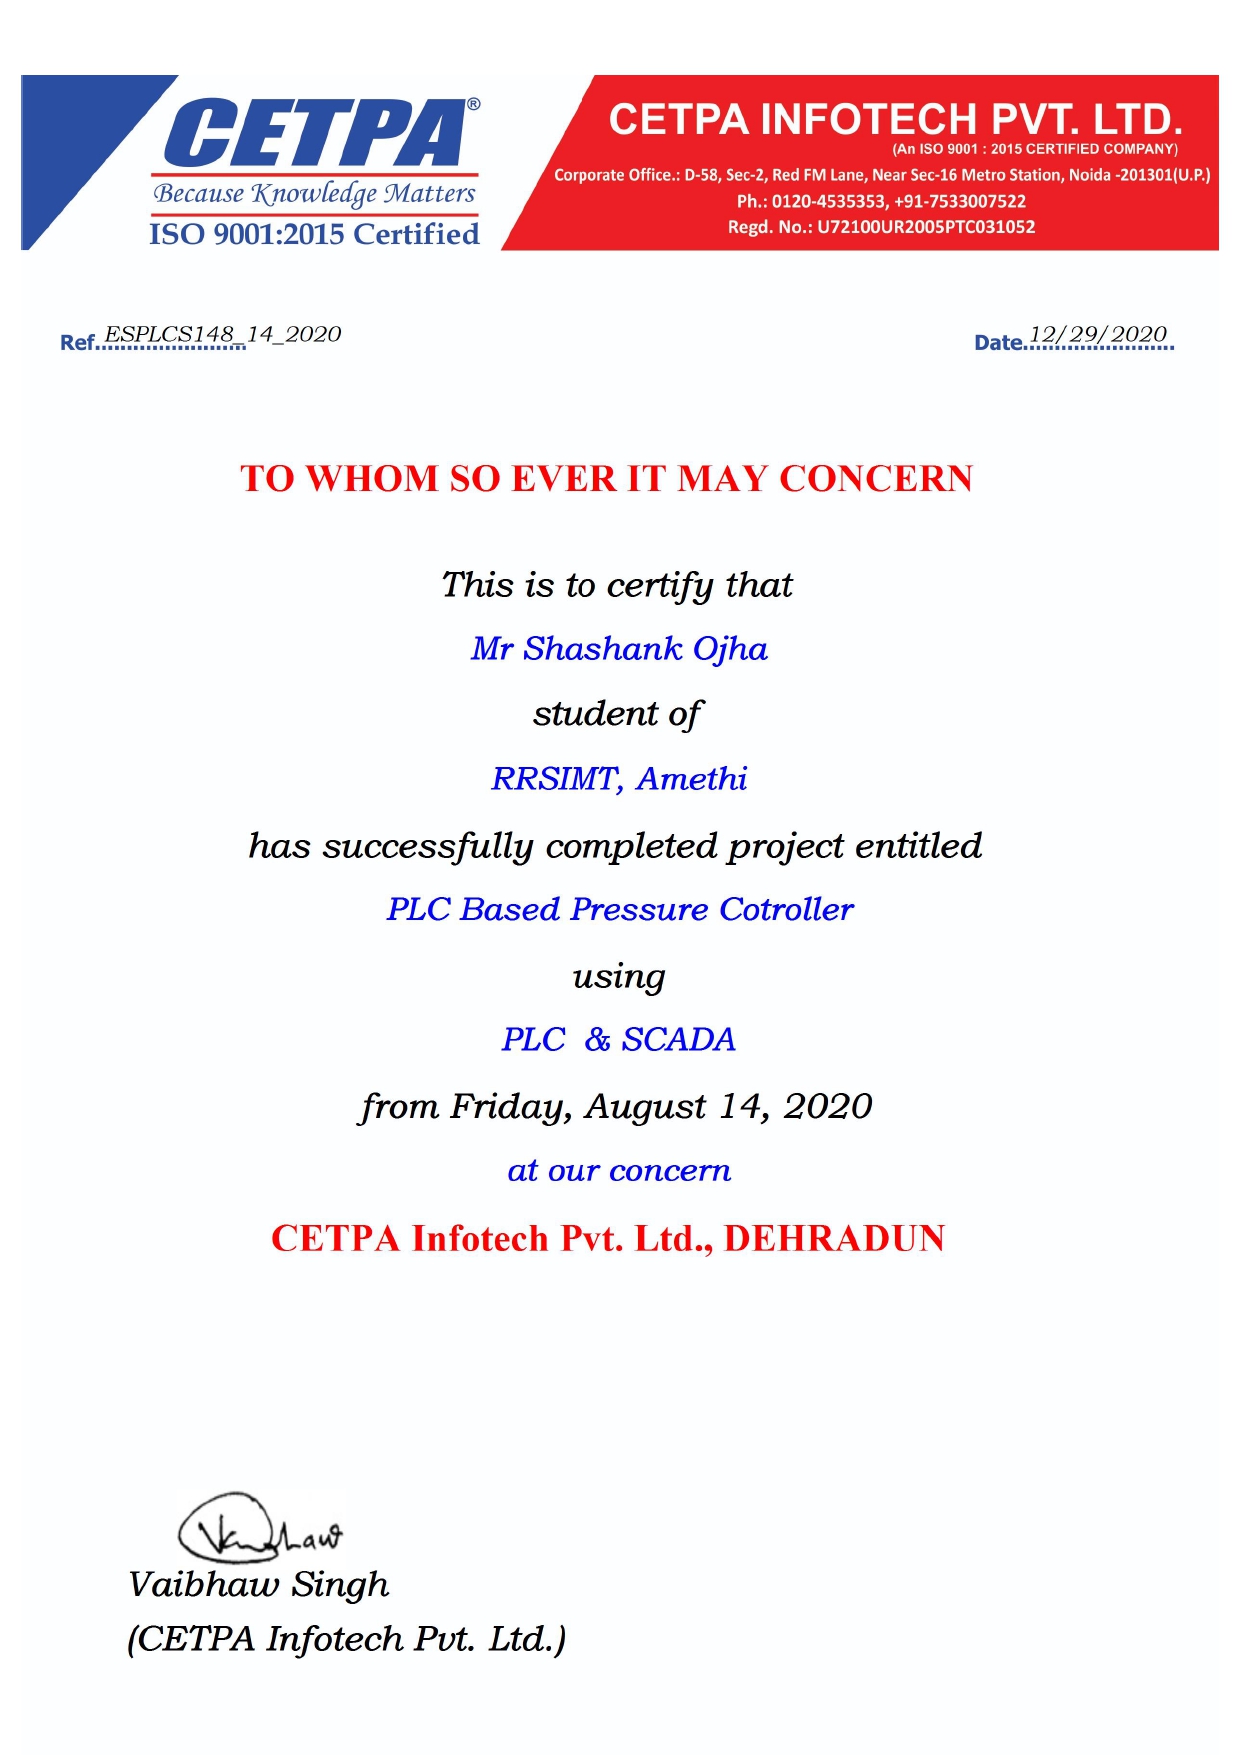 CETPA®
Because Knowledge Matters
ISO 9001:2015 Certified
CETPA INFOTECH PVT. LTD.
(An ISO 9001 : 2015 CERTIFIED COMPANY)
Corporate Office.: D-58, Sec-2, Red FM Lane, Near Sec-16 Metro Station, Noida -201301(U.P.)
Ph.: 0120-4535353, +91-7533007522
Regd. No.: U72100UR2005PTC031052
Ref. ESPLCS148_14_2020
Date. 12/29/2020
TO WHOM SO EVER IT MAY CONCERN
This is to certify that
Mr Shashank Ojha
student of
RRSIMT, Amethi
has successfully completed project entitled
PLC Based Pressure Cotroller
using
PLC & SCADA
from Friday, August 14, 2020
at our concern
CETPA Infotech Pvt. Ltd., DEHRADUN
Vaibhaw Singh
(CETPA Infotech Pvt. Ltd.)